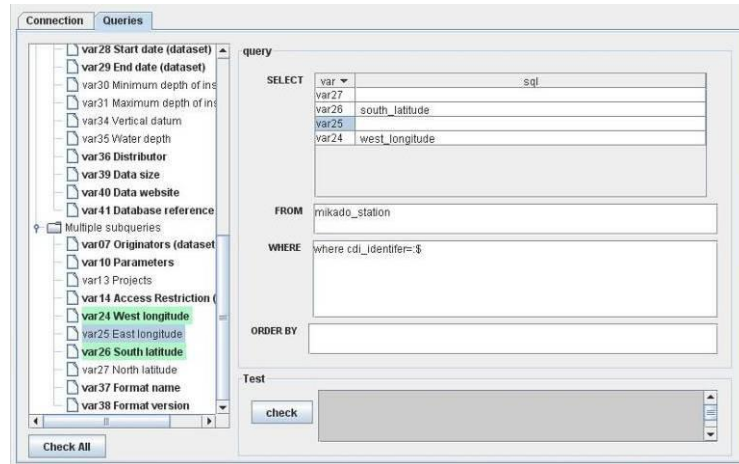 Connection Queries
var28 Start date (dataset)
var29 End date (dataset)
var30 Minimum depth of ins
var31 Maximum depth of ins
var34 Vertical datum
var35 Water depth
var36 Distributor
var39 Data size
var40 Data website
var41 Database reference
Multiple subqueries
var07 Originators (dataset
var10 Parameters
var13 Projects
var14 Access Restriction (
var24 West longitude
var25 East longitude
var26 South latitude
var27 North latitude
var37 Format name
var38 Format version
Check All
query
SELECT
var sql
var27
var26 south_latitude
var25
var24 west_longitude
FROM mikado_station
WHERE where cdi_identifer=:$
ORDER BY
Test
check